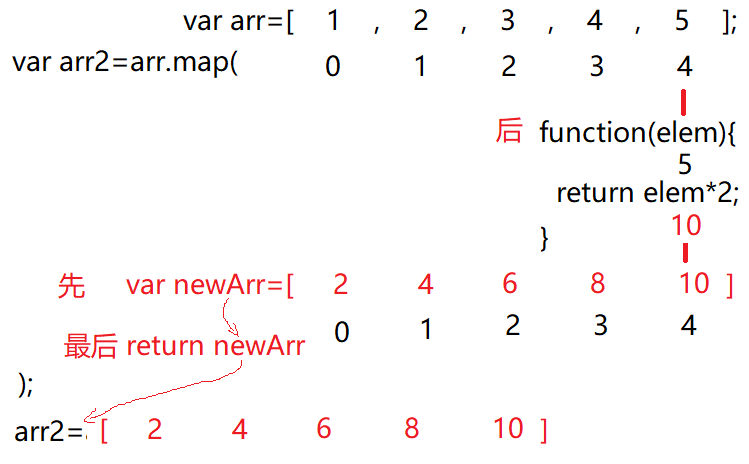 var arr=[ 1 , 2 , 3 , 4 , 5 ];
var arr2=arr.map( 0 1 2 3 4
后 function(elem){
5
return elem*2;
10
}
先 var newArr=[ 2 4 6 8 10 ]
0 1 2 3 4
最后 return newArr
);
arr2= [ 2 4 6 8 10 ]